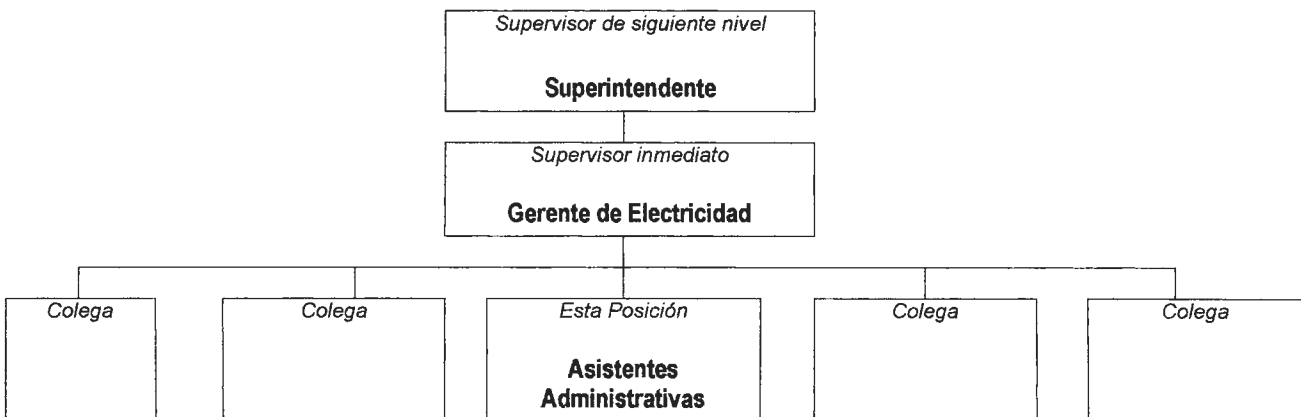 Supervisor de siguiente nivel
Superintendente
Supervisor inmediato
Gerente de Electricidad
Colega
Colega
Esta Posición
Colega
Colega
Asistentes
Administrativas